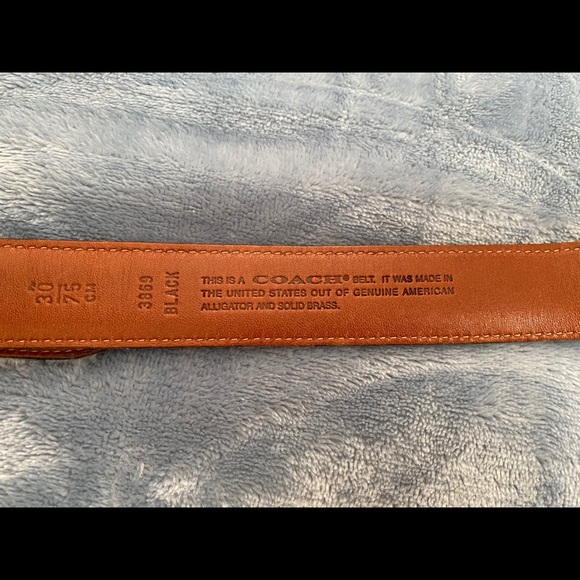 30
75
CM
3869
BLACK
THIS IS A COACH® BELT. IT WAS MADE IN
THE UNITED STATES OUT OF GENUINE AMERICAN
ALLIGATOR AND SOLID BRASS.